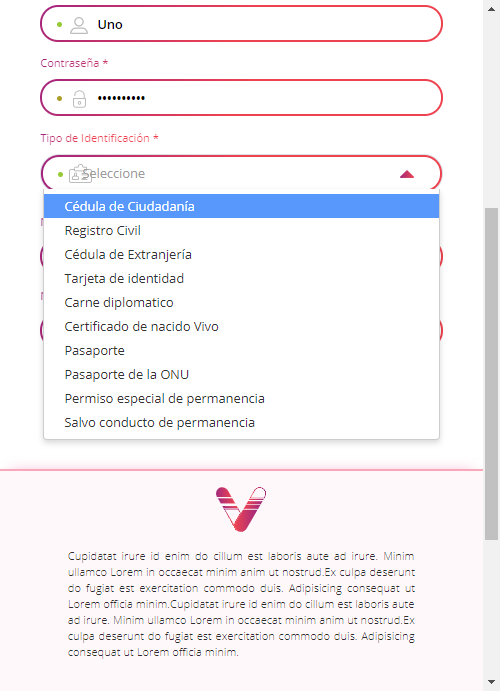 Uno
Contraseña *
••••••••••
Tipo de Identificación *
Seleccione
Cédula de Ciudadanía
Registro Civil
Cédula de Extranjería
Tarjeta de identidad
Carne diplomatico
Certificado de nacido Vivo
Pasaporte
Pasaporte de la ONU
Permiso especial de permanencia
Salvo conducto de permanencia
Cupidatat irure id enim do cillum est laboris aute ad irure. Minim
ullamco Lorem in occaecat minim anim ut nostrud.Ex culpa deserunt
do fugiat est exercitation commodo duis. Adipisicing consequat ut
Lorem officia minim.Cupidatat irure id enim do cillum est laboris
aute ad irure. Minim ullamco Lorem in occaecat minim anim ut nostrud.Ex
culpa deserunt do fugiat est exercitation commodo duis. Adipisicing
consequat ut Lorem officia minim.